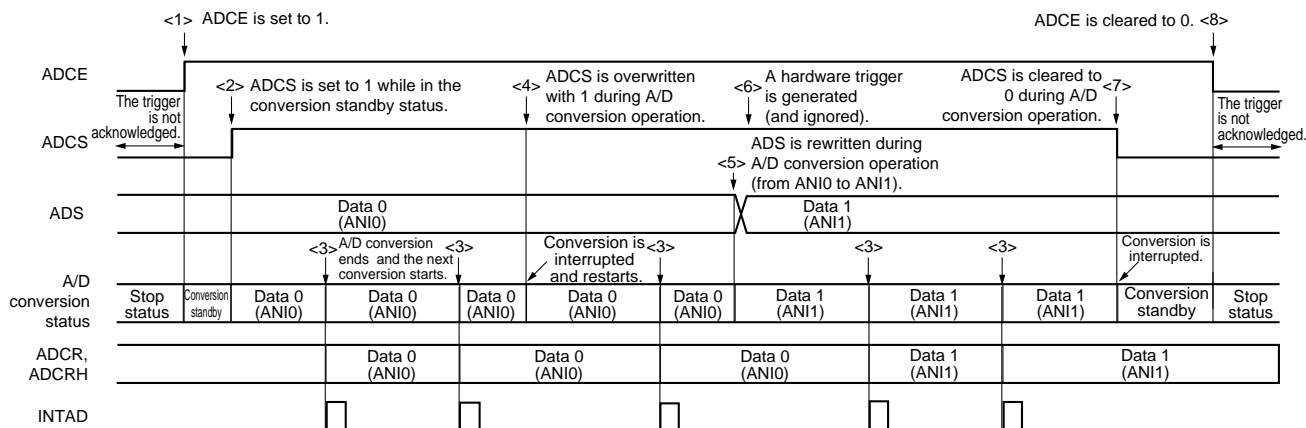 <1> ADCE is set to 1.
ADCE is cleared to 0. <8>
ADCE
<2> ADCS is set to 1 while in the
conversion standby status.
<4> ADCS is overwritten
with 1 during A/D
conversion operation.
<6> A hardware trigger
is generated
(and ignored).
ADCS is cleared to <7>
0 during A/D
conversion operation.
The trigger
is not
acknowledged.
The trigger
is not
acknowledged.
ADCS
<5> ADS is rewritten during
A/D conversion operation
(from ANI0 to ANI1).
ADS
Data 0
(ANI0)
Data 1
(ANI1)
<3> A/D conversion
ends and the next
conversion starts.
<3>
Conversion is
interrupted
and restarts.
<3>
<3>
<3>
Conversion is
interrupted.
A/D
conversion
status
Stop
status
Conversion
standby
Data 0
(ANI0)
Data 0
(ANI0)
Data 0
(ANI0)
Data 0
(ANI0)
Data 0
(ANI0)
Data 1
(ANI1)
Data 1
(ANI1)
Data 1
(ANI1)
Conversion
standby
Stop
status
ADCR,
ADCRH
Data 0
(ANI0)
Data 0
(ANI0)
Data 0
(ANI0)
Data 1
(ANI1)
Data 1
(ANI1)
INTAD